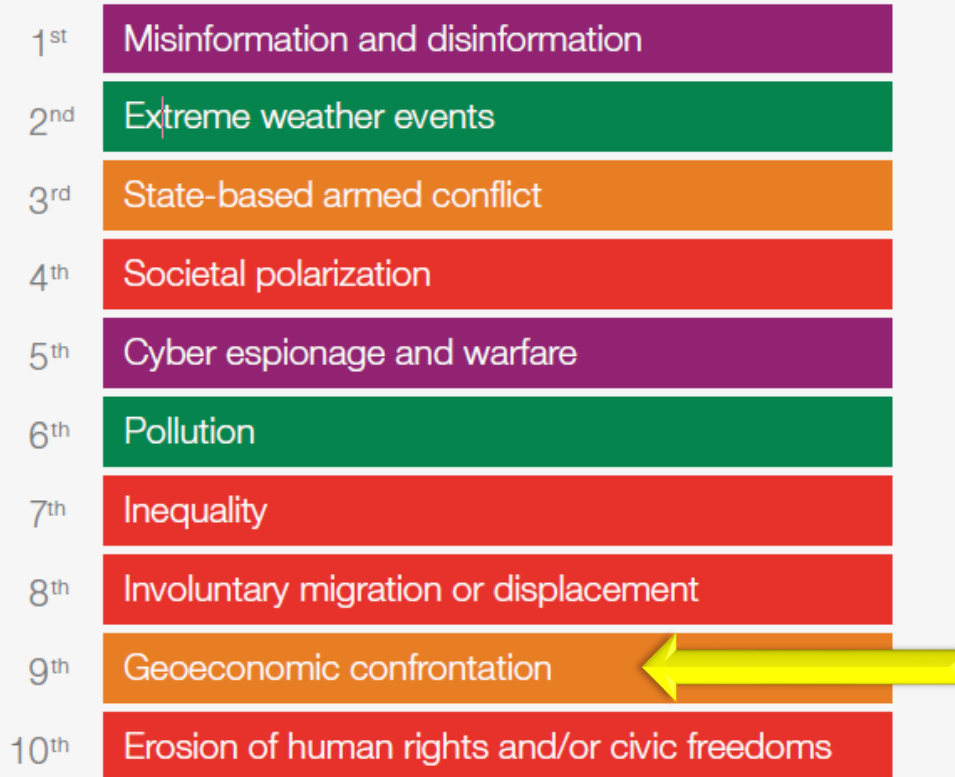 1st Misinformation and disinformation
2nd Extreme weather events
3rd State-based armed conflict
4th Societal polarization
5th Cyber espionage and warfare
6th Pollution
7th Inequality
8th Involuntary migration or displacement
9th Geoeconomic confrontation
10th Erosion of human rights and/or civic freedoms